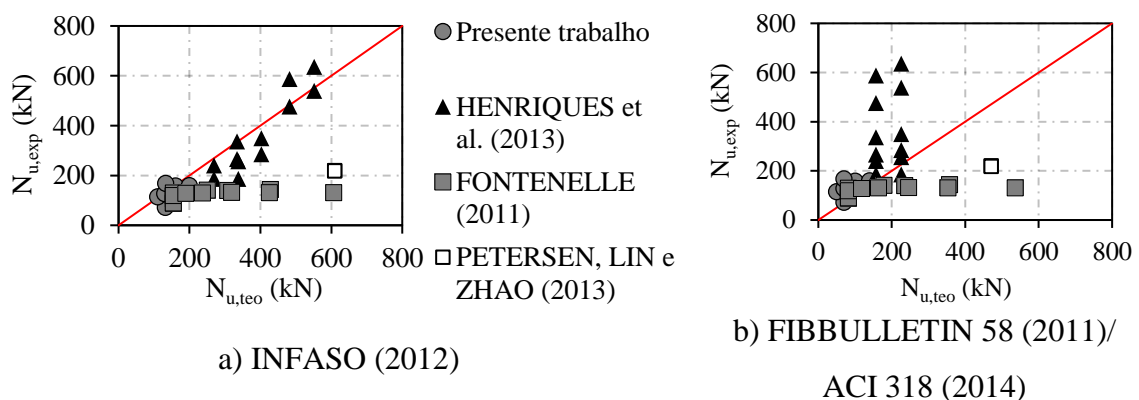 800
600
400
200
0
0 200 400 600 800
N_u,exp (kN)
N_u,teo (kN)
a) INFASO (2012)
Presente trabalho
HENRIQUES et
al. (2013)
FONTENELLE
(2011)
PETERSEN, LIN e
ZHAO (2013)
800
600
400
200
0
0 200 400 600 800
N_u,exp (kN)
N_u,teo (kN)
b) FIBBULLETIN 58 (2011)/
ACI 318 (2014)